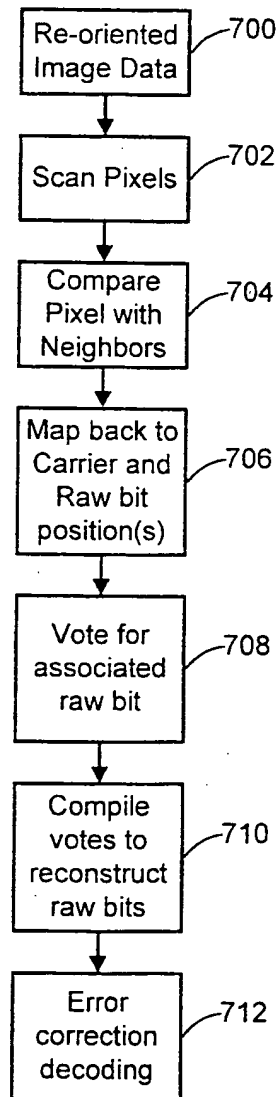 Re-oriented
Image Data
700
Scan Pixels
702
Compare
Pixel with
Neighbors
704
Map back to
Carrier and
Raw bit
position(s)
706
Vote for
associated
raw bit
708
Compile
votes to
reconstruct
raw bits
710
Error
correction
decoding
712